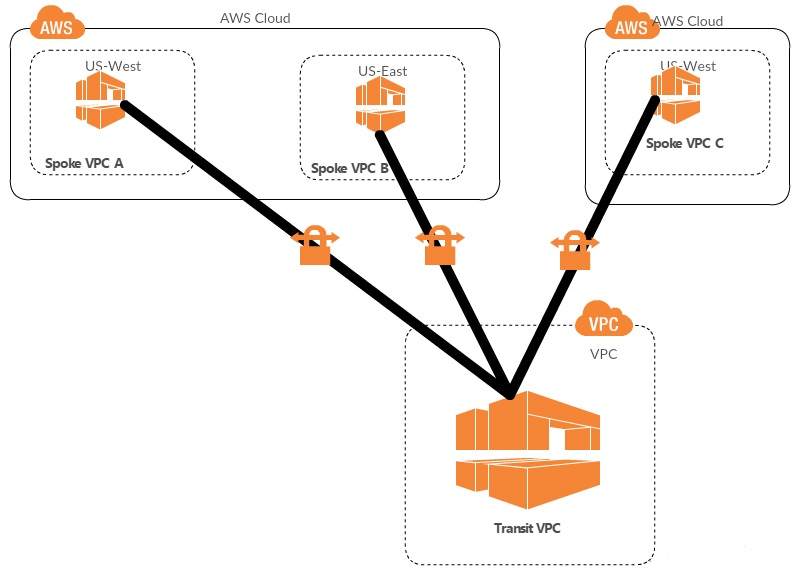 AWS Cloud
AWS
AWS Cloud
AWS
US-West
US-East
US-West
Spoke VPC A
Spoke VPC B
Spoke VPC C
VPC
VPC
Transit VPC